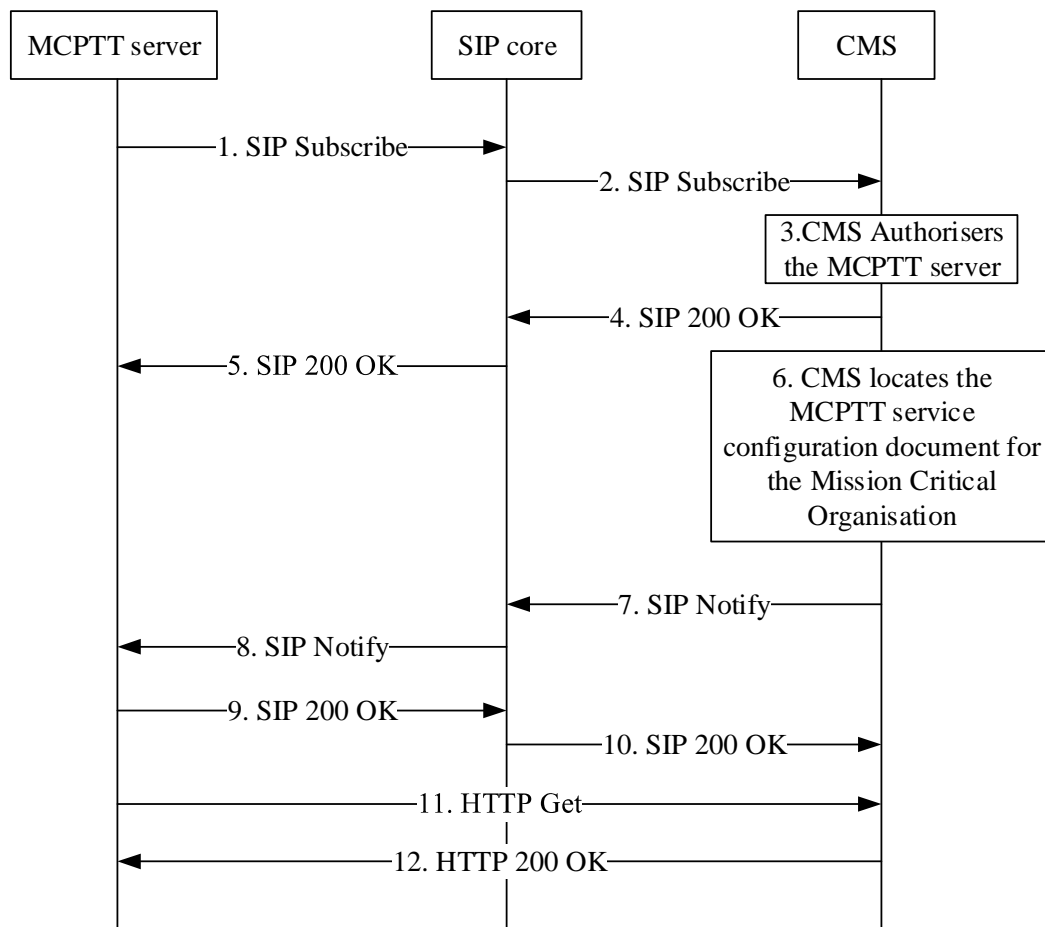 MCPTT server
SIP core
CMS
1. SIP Subscribe
2. SIP Subscribe
3.CMS Authorisers
the MCPTT server
4. SIP 200 OK
5. SIP 200 OK
6. CMS locates the
MCPTT service
configuration document for
the Mission Critical
Organisation
7. SIP Notify
8. SIP Notify
9. SIP 200 OK
10. SIP 200 OK
11. HTTP Get
12. HTTP 200 OK